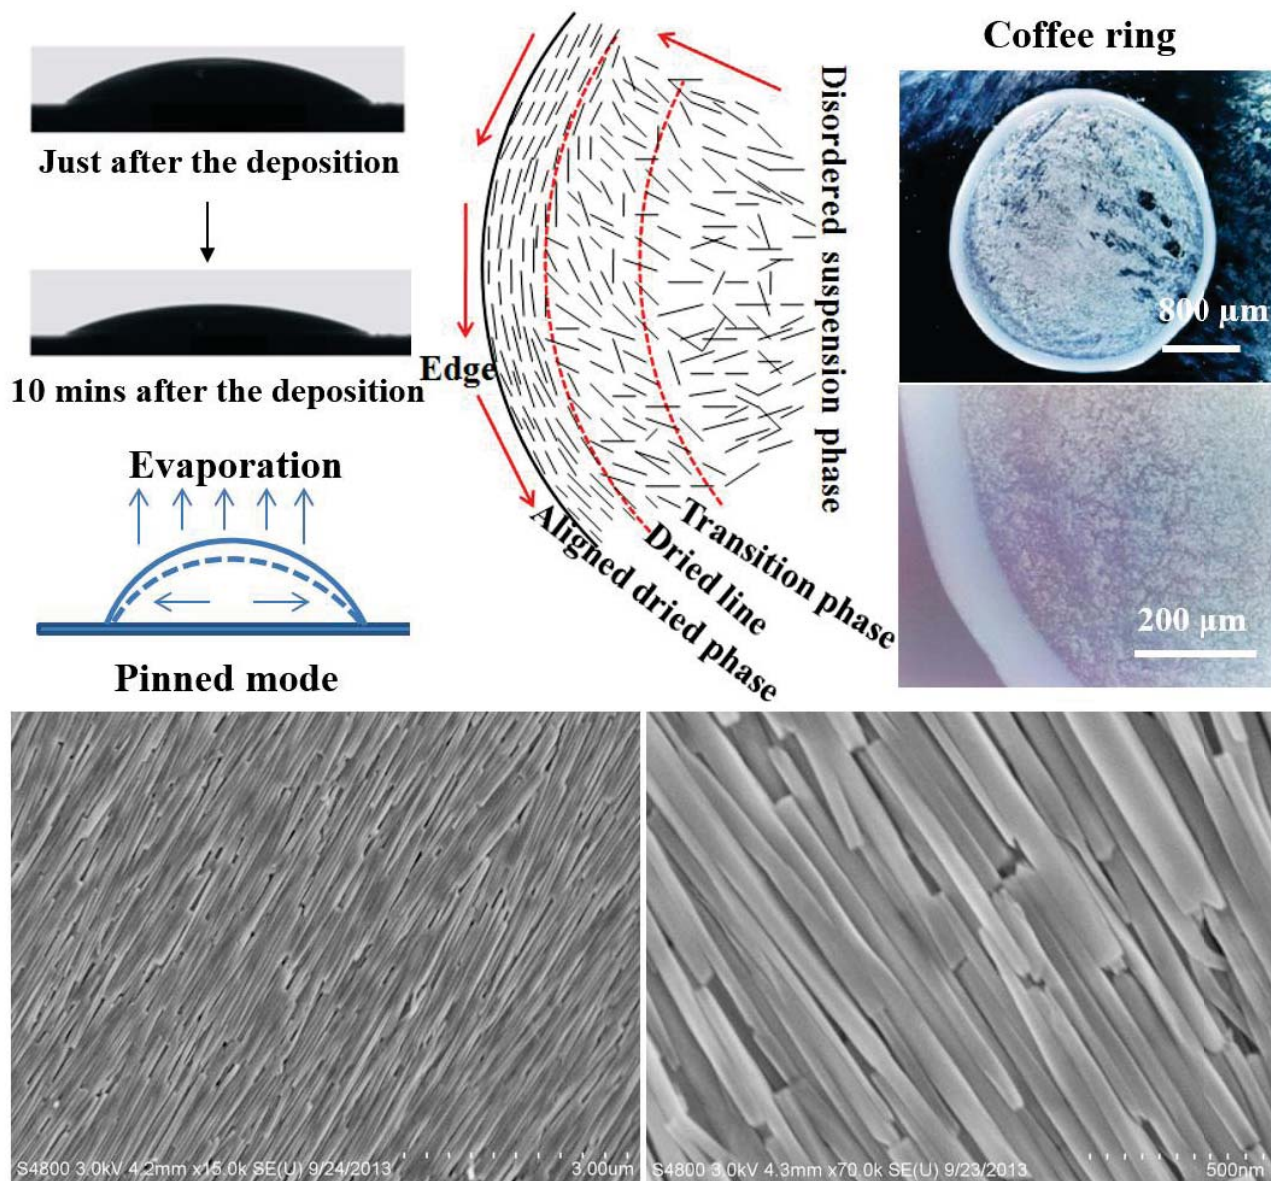 Coffee ring
Just after the deposition
10 mins after the deposition
Evaporation
Pinned mode
Edge
Aligned dried phase
Dried line
Transition phase
Disordered suspension phase
800 μm
200 μm
S4800 3.0kV 4.2mm x15.0k SE(U) 9/24/2013 3.00um
S4800 3.0kV 4.3mm x70.0k SE(U) 9/23/2013 500nm